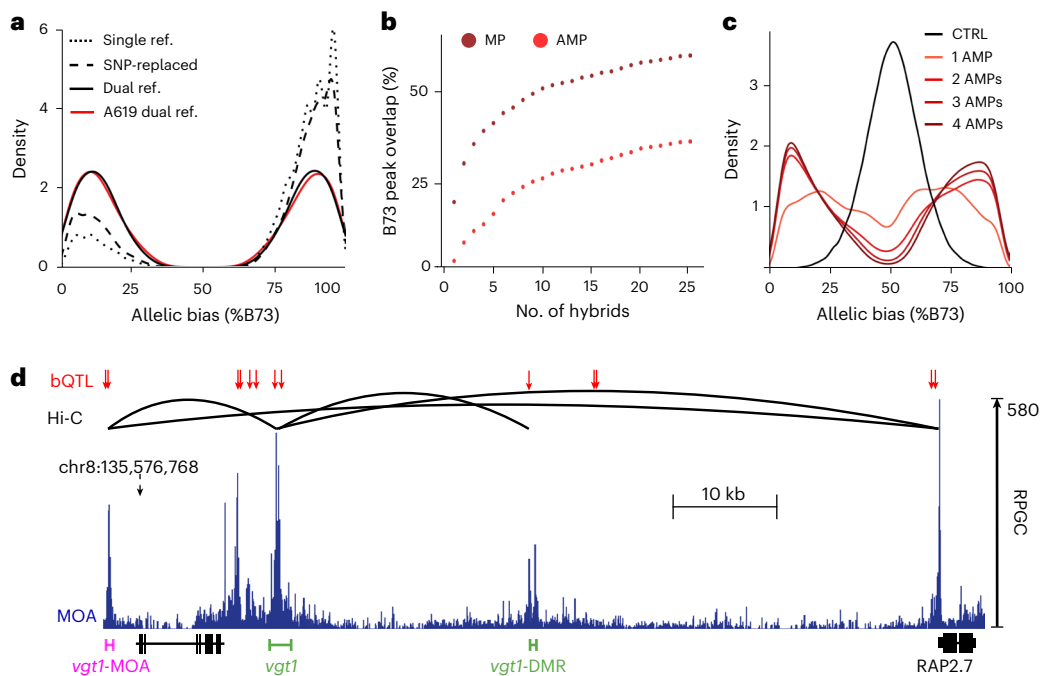 a
6
4
2
0
Density
Single ref.
SNP-replaced
Dual ref.
A619 dual ref.
0 25 50 75 100
Allelic bias (%B73)
b
MP AMP
50
25
0
B73 peak overlap (%)
0 5 10 15 20 25
No. of hybrids
c
CTRL
1 AMP
2 AMPs
3 AMPs
4 AMPs
3
2
1
Density
0 25 50 75 100
Allelic bias (%B73)
d
bQTL
Hi-C
580
chr8:135,576,768
10 kb
RPGC
MOA
vgt1-MOA
vgt1
vgt1-DMR
RAP2.7